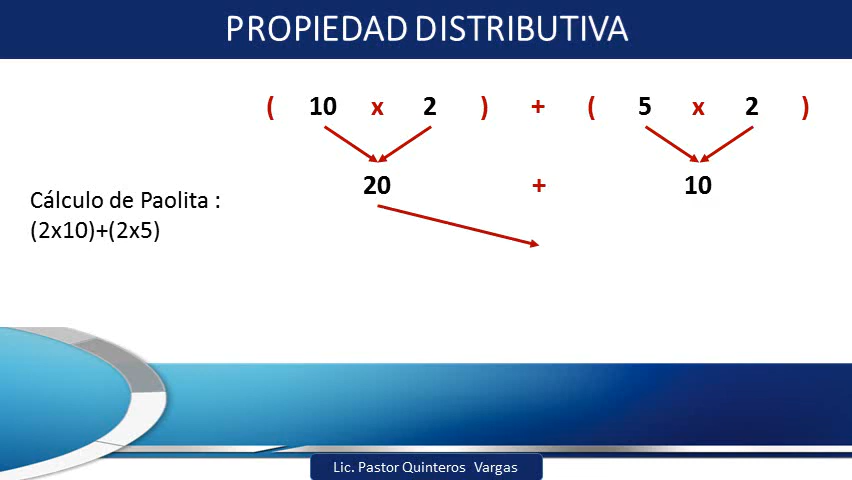 PROPIEDAD DISTRIBUTIVA
( 10 x 2 ) + ( 5 x 2 )
20 + 10
Cálculo de Paolita :
(2x10)+(2x5)
Lic. Pastor Quinteros Vargas